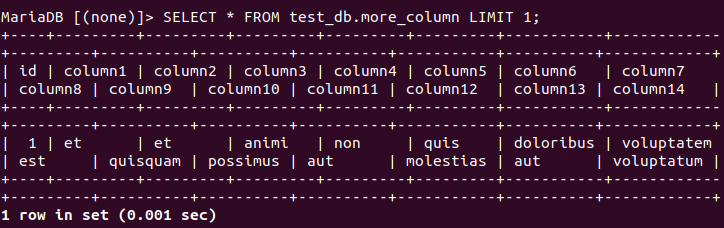 MariaDB [(none)]> SELECT * FROM test_db.more_column LIMIT 1;
+----+---------+---------+---------+---------+---------+-----------+------------
+---------+----------+----------+----------+-----------+----------+------------+
| id | column1 | column2 | column3 | column4 | column5 | column6   | column7
| column8 | column9  | column10 | column11 | column12  | column13 | column14   |
+----+---------+---------+---------+---------+---------+-----------+------------
+---------+----------+----------+----------+-----------+----------+------------+
|  1 | et      | et      | animi   | non     | quis    | doloribus | voluptatem
| est     | quisquam | possimus | aut      | molestias | aut      | voluptatum |
+----+---------+---------+---------+---------+---------+-----------+------------
+---------+----------+----------+----------+-----------+----------+------------+
1 row in set (0.001 sec)